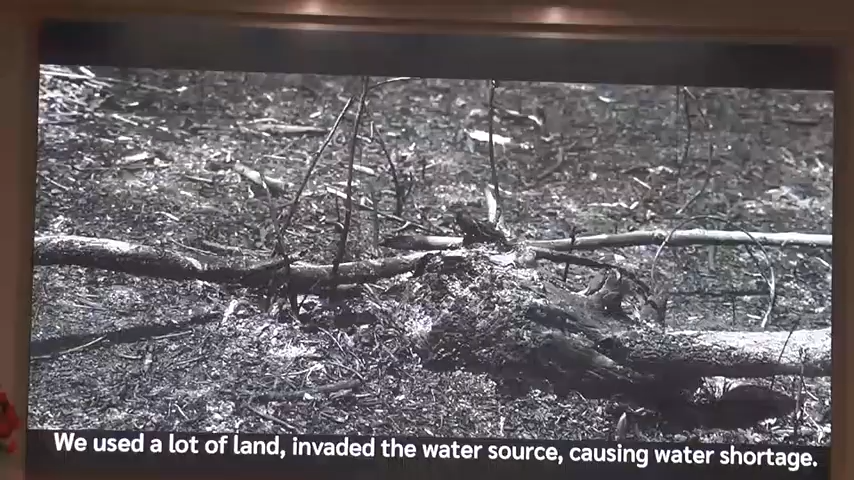 We used a lot of land, invaded the water source, causing water shortage.